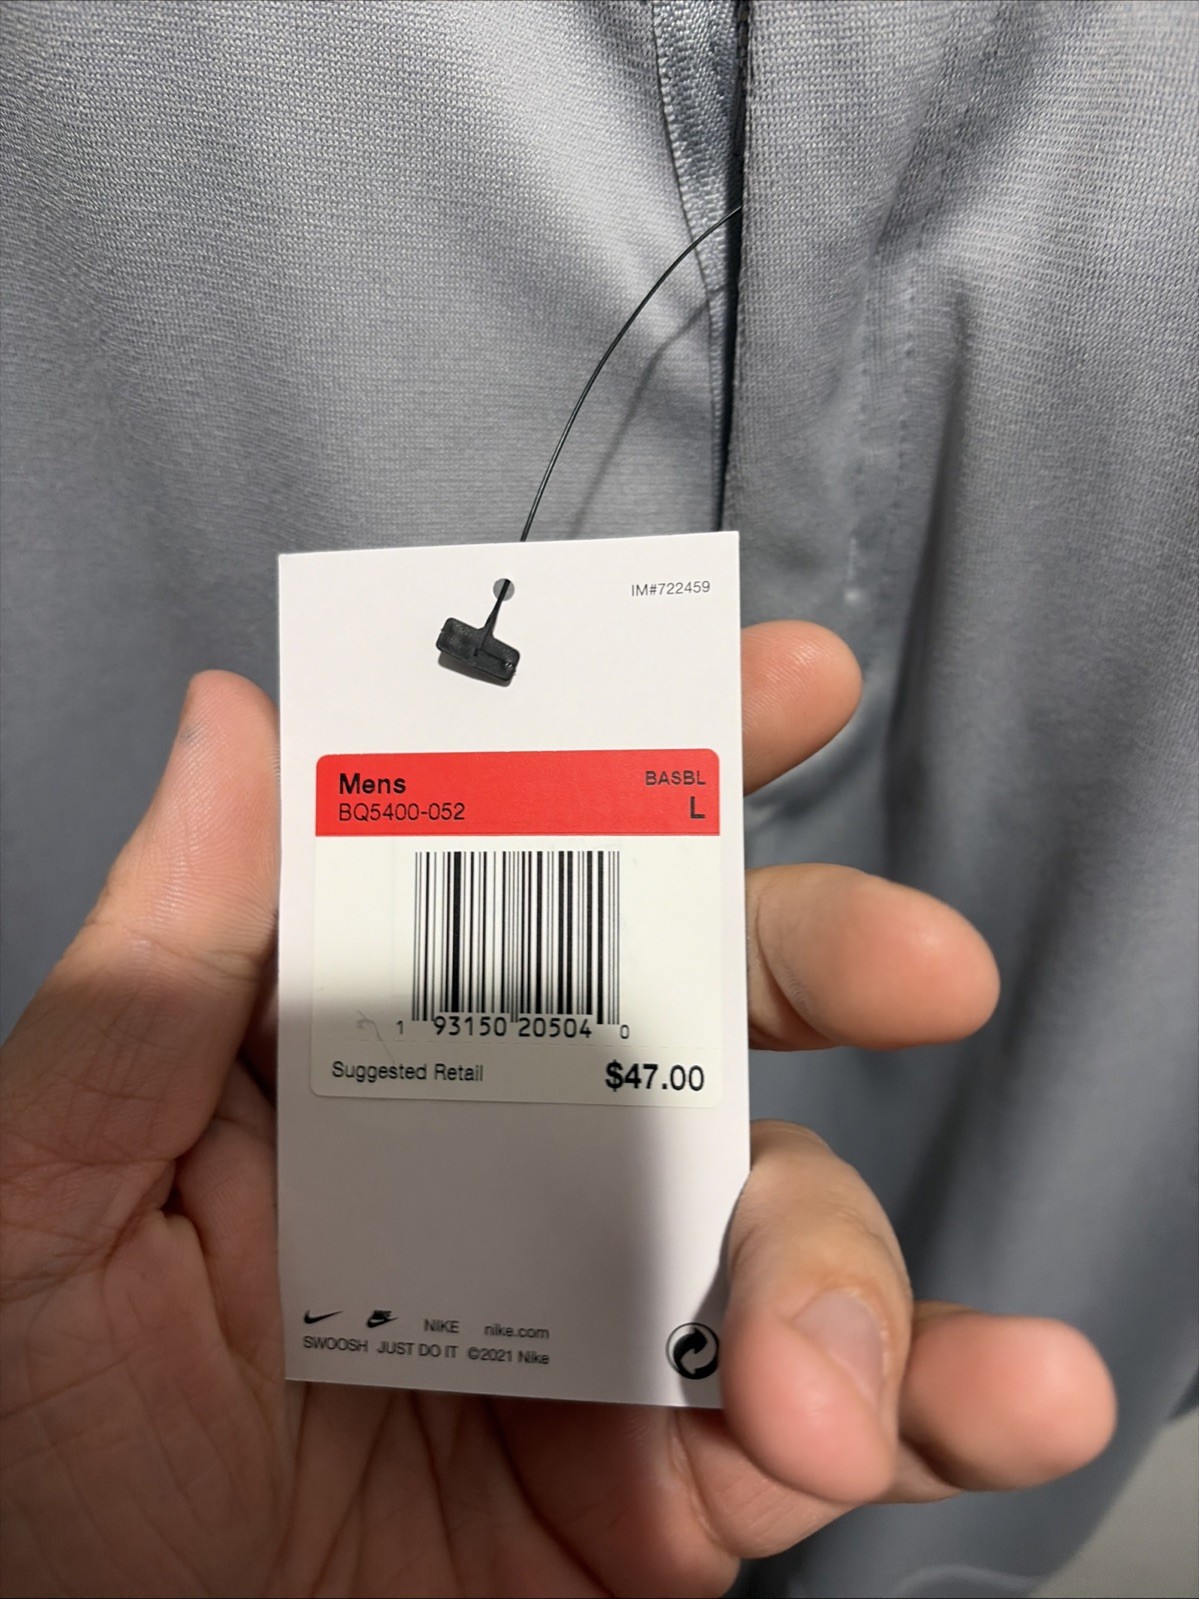 IM#722459
Mens BASBL
BQ5400-052 L
1 93150 20504 0
Suggested Retail $47.00
NIKE nike.com
SWOOSH JUST DO IT ©2021 Nike